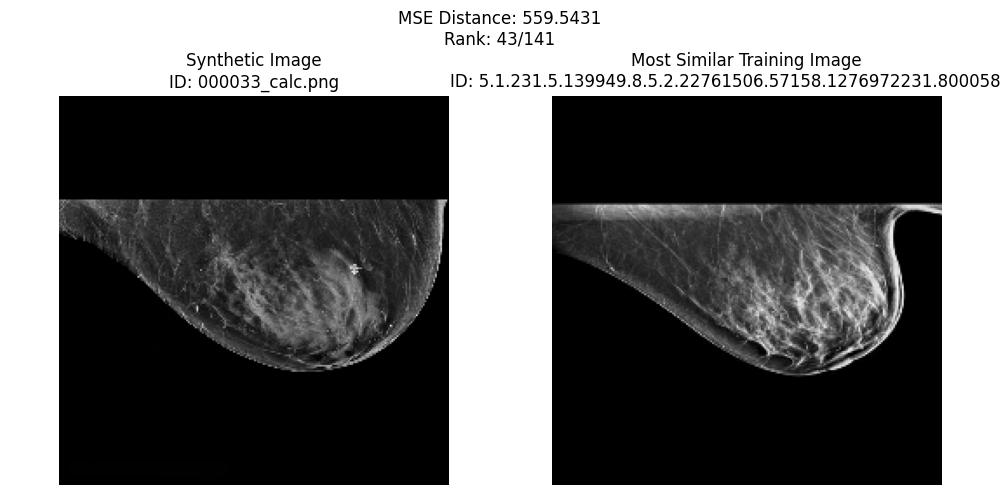 MSE Distance: 559.5431
Rank: 43/141
Synthetic Image
ID: 000033_calc.png
Most Similar Training Image
ID: 5.1.231.5.139949.8.5.2.22761506.57158.1276972231.800058